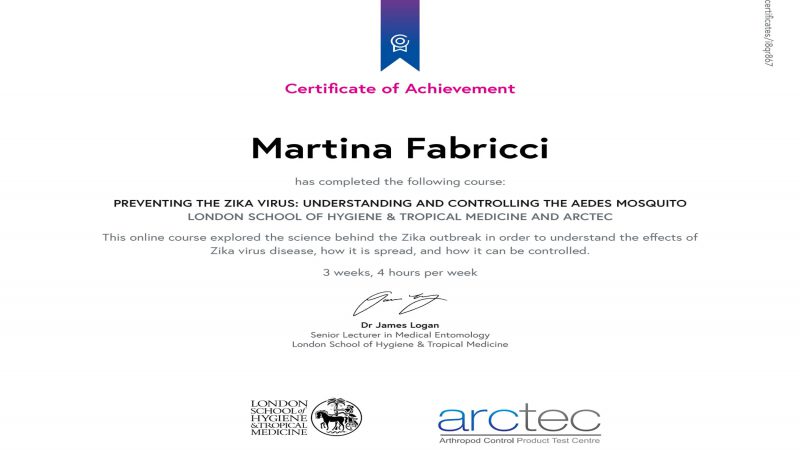 certificates/l8qr867
Certificate of Achievement
Martina Fabricci
has completed the following course:
PREVENTING THE ZIKA VIRUS: UNDERSTANDING AND CONTROLLING THE AEDES MOSQUITO
LONDON SCHOOL OF HYGIENE & TROPICAL MEDICINE AND ARCTEC
This online course explored the science behind the Zika outbreak in order to understand the effects of
Zika virus disease, how it is spread, and how it can be controlled.
3 weeks, 4 hours per week
Dr James Logan
Senior Lecturer in Medical Entomology
London School of Hygiene & Tropical Medicine
LONDON
SCHOOL of
HYGIENE
& TROPICAL
MEDICINE
arctec
Arthropod Control Product Test Centre